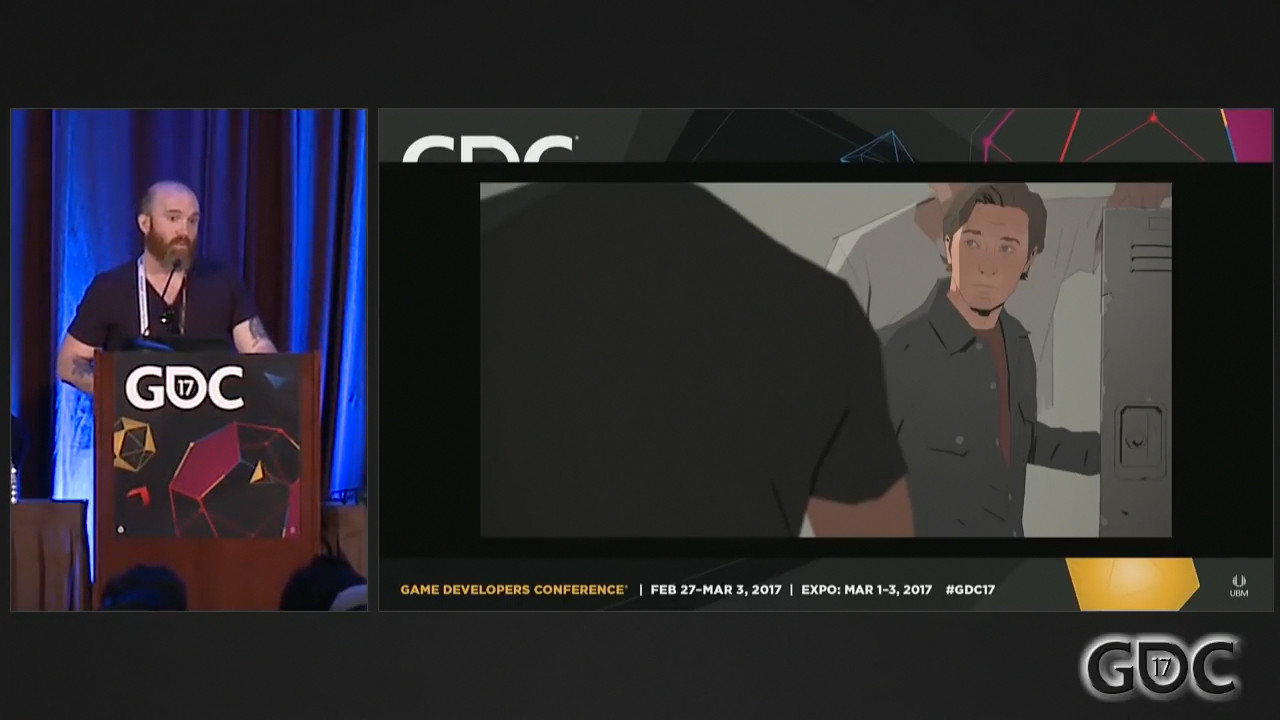 GDC
GDC
17
GAME DEVELOPERS CONFERENCE® | FEB 27–MAR 3, 2017 | EXPO: MAR 1–3, 2017 #GDC17
UBM
GDC
17